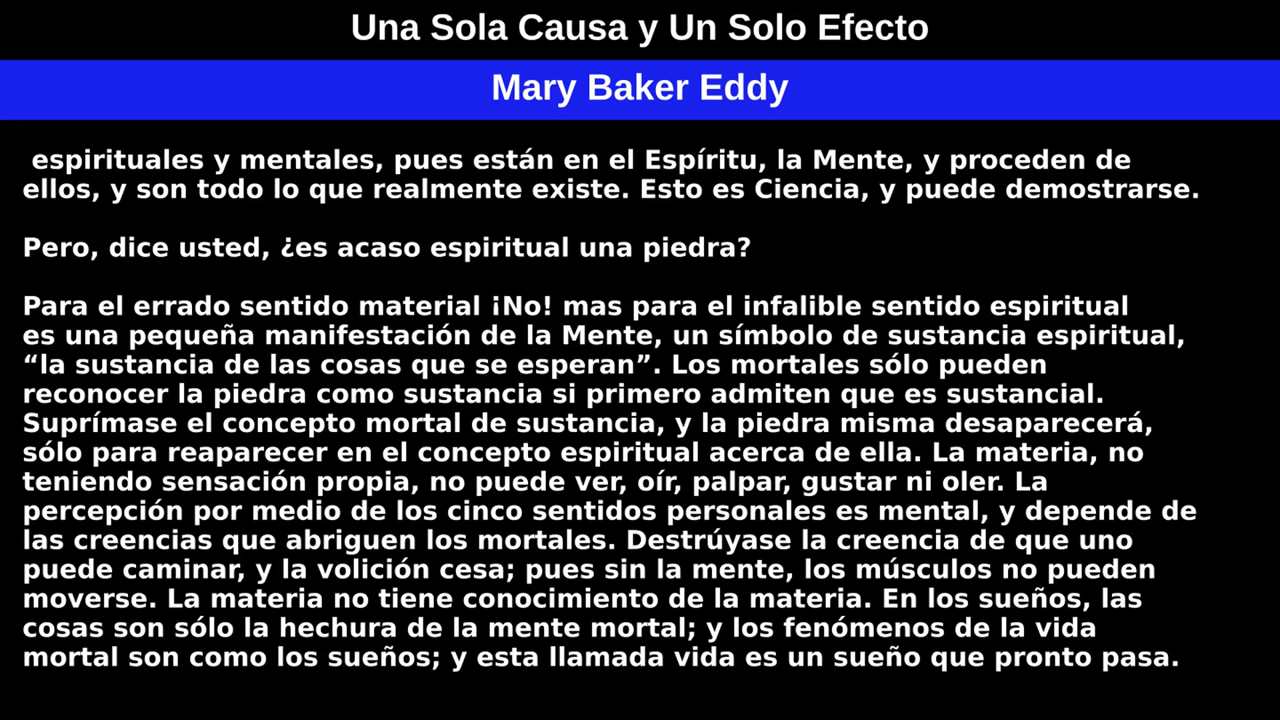 Una Sola Causa y Un Solo Efecto
Mary Baker Eddy
espirituales y mentales, pues están en el Espíritu, la Mente, y proceden de
ellos, y son todo lo que realmente existe. Esto es Ciencia, y puede demostrarse.
Pero, dice usted, ¿es acaso espiritual una piedra?
Para el errado sentido material ¡No! mas para el infalible sentido espiritual
es una pequeña manifestación de la Mente, un símbolo de sustancia espiritual,
“la sustancia de las cosas que se esperan”. Los mortales sólo pueden
reconocer la piedra como sustancia si primero admiten que es sustancial.
Suprímase el concepto mortal de sustancia, y la piedra misma desaparecerá,
sólo para reaparecer en el concepto espiritual acerca de ella. La materia, no
teniendo sensación propia, no puede ver, oír, palpar, gustar ni oler. La
percepción por medio de los cinco sentidos personales es mental, y depende de
las creencias que abriguen los mortales. Destrúyase la creencia de que uno
puede caminar, y la volición cesa; pues sin la mente, los músculos no pueden
moverse. La materia no tiene conocimiento de la materia. En los sueños, las
cosas son sólo la hechura de la mente mortal; y los fenómenos de la vida
mortal son como los sueños; y esta llamada vida es un sueño que pronto pasa.